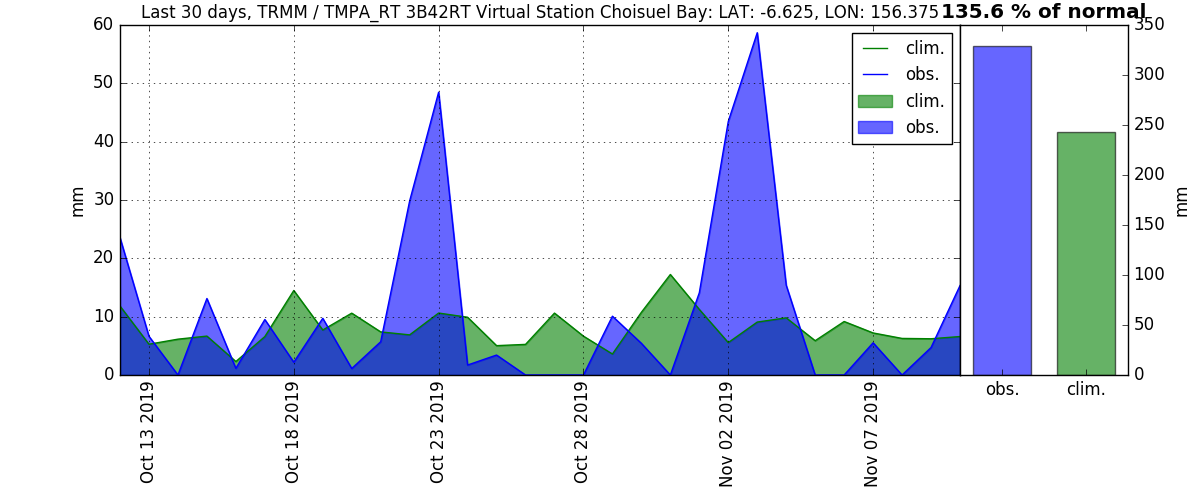 Last 30 days, TRMM / TMPA_RT 3B42RT Virtual Station Choisuel Bay: LAT: -6.625, LON: 156.375
135.6 % of normal
60
50
40
30
20
10
0
mm
clim.
obs.
clim.
obs.
Oct 13 2019
Oct 18 2019
Oct 23 2019
Oct 28 2019
Nov 02 2019
Nov 07 2019
350
300
250
200
150
100
50
0
mm
obs.
clim.